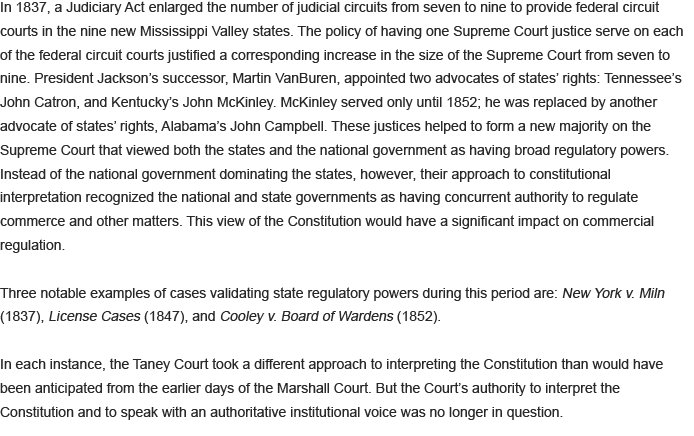 In 1837, a Judiciary Act enlarged the number of judicial circuits from seven to nine to provide federal circuit
courts in the nine new Mississippi Valley states. The policy of having one Supreme Court justice serve on each
of the federal circuit courts justified a corresponding increase in the size of the Supreme Court from seven to
nine. President Jackson's successor, Martin VanBuren, appointed two advocates of states' rights: Tennessee's
John Catron, and Kentucky's John McKinley. McKinley served only until 1852; he was replaced by another
advocate of states' rights, Alabama's John Campbell. These justices helped to form a new majority on the
Supreme Court that viewed both the states and the national government as having broad regulatory powers.
Instead of the national government dominating the states, however, their approach to constitutional
interpretation recognized the national and state governments as having concurrent authority to regulate
commerce and other matters. This view of the Constitution would have a significant impact on commercial
regulation.
Three notable examples of cases validating state regulatory powers during this period are: New York v. Miln
(1837), License Cases (1847), and Cooley v. Board of Wardens (1852).
In each instance, the Taney Court took a different approach to interpreting the Constitution than would have
been anticipated from the earlier days of the Marshall Court. But the Court's authority to interpret the
Constitution and to speak with an authoritative institutional voice was no longer in question.